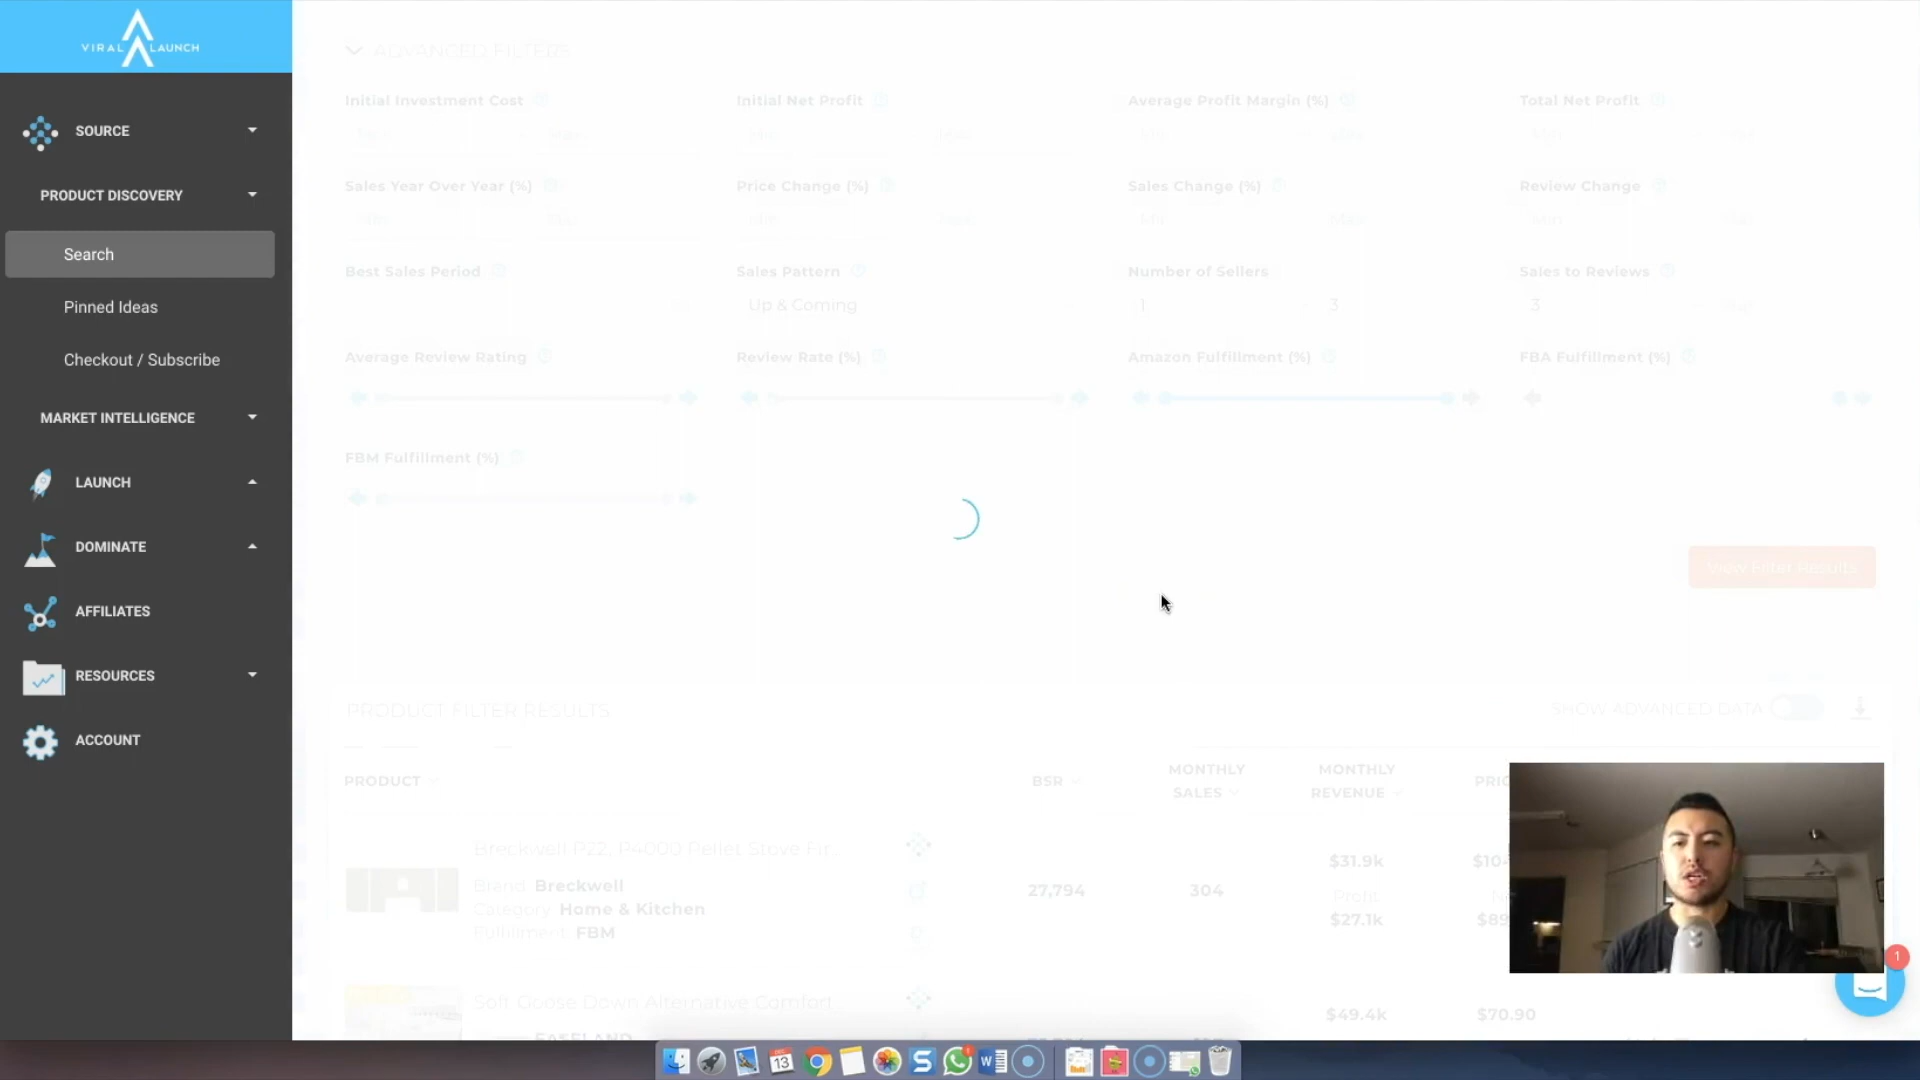 VIRAL LAUNCH
SOURCE
PRODUCT DISCOVERY
Search
Pinned Ideas
Checkout / Subscribe
MARKET INTELLIGENCE
LAUNCH
DOMINATE
AFFILIATES
RESOURCES
ACCOUNT
ADVANCED FILTERS
Initial Investment Cost
Initial Net Profit
Average Profit Margin (%)
Total Net Profit
Sales Year Over Year (%)
Price Change (%)
Sales Change (%)
Review Change
Best Sales Period
Sales Pattern
Number of Sellers
Sales to Reviews
Up & Coming
1
3
3
Average Review Rating
Review Rate (%)
Amazon Fulfillment (%)
FBA Fulfillment (%)
FBM Fulfillment (%)
View Filter Results
PRODUCT FILTER RESULTS
SHOW ADVANCED DATA
PRODUCT
BSR
MONTHLY
SALES
MONTHLY
REVENUE
Breckwell P22, P4000 Pellet Stove Fir...
Brand: Breckwell
Category: Home & Kitchen
Fulfillment: FBM
27,794
304
$31.9k
Profit
$27.1k
Soft Goose Down Alternative Comfort...
$49.4k
$70.90
1
DEC
13
W
S